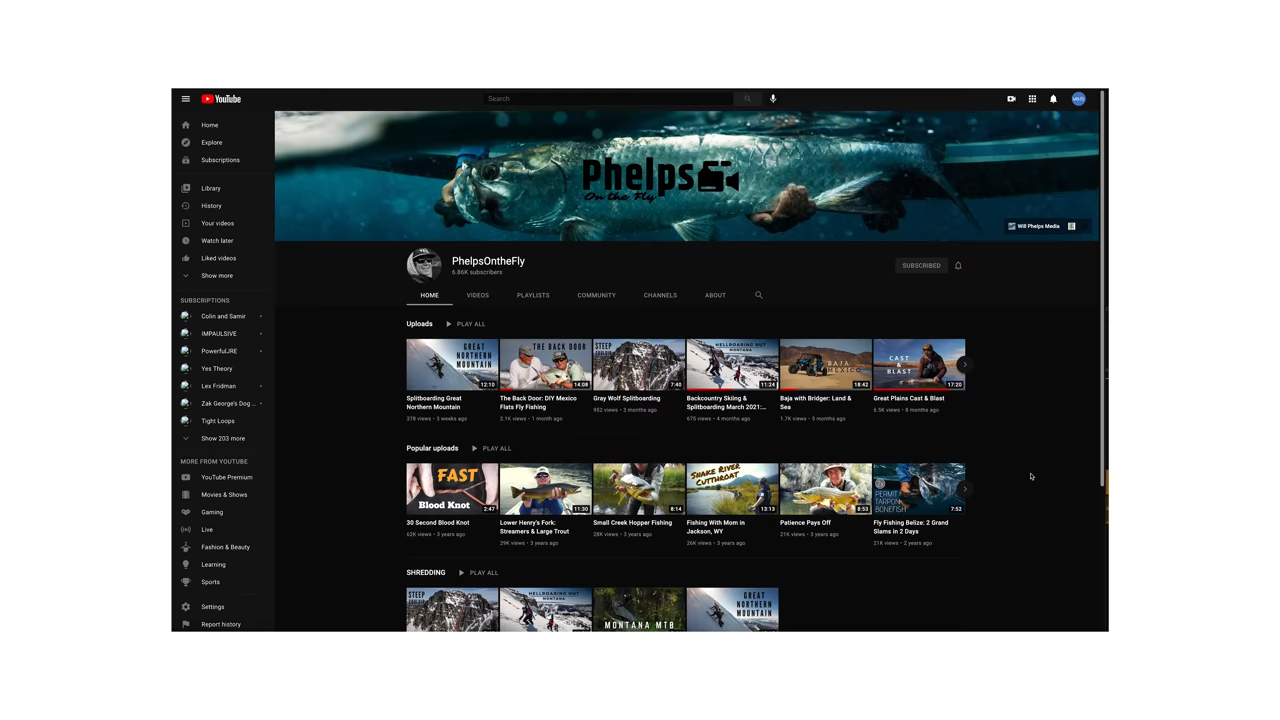 YouTube
Search
MBTS
Home
Explore
Subscriptions
Library
History
Your videos
Watch later
Liked videos
Show more
SUBSCRIPTIONS
Colin and Samir
IMPAULSIVE
PowerfulJRE
Yes Theory
Lex Fridman
Zak George's Dog ...
Tight Loops
Show 203 more
MORE FROM YOUTUBE
YouTube Premium
Movies & Shows
Gaming
Live
Fashion & Beauty
Learning
Sports
Settings
Report history
Phelps
On the Fly
Will Phelps Media
PhelpsOntheFly
6.86K subscribers
SUBSCRIBED
HOME VIDEOS PLAYLISTS COMMUNITY CHANNELS ABOUT
Uploads PLAY ALL
GREAT NORTHERN MOUNTAIN
12:10
Splitboarding Great
Northern Mountain
378 views • 3 weeks ago
THE BACK DOOR
14:08
The Back Door: DIY Mexico
Flats Fly Fishing
2.1K views • 1 month ago
STEEP
7:40
Gray Wolf Splitboarding
952 views • 3 months ago
HELLROARING HUT
MONTANA
11:24
Backcountry Skiing &
Splitboarding March 2021:...
675 views • 4 months ago
BAJA
MEXICO
18:42
Baja with Bridger: Land &
Sea
1.7K views • 5 months ago
CAST
&
BLAST
17:20
Great Plains Cast & Blast
6.5K views • 8 months ago
Popular uploads PLAY ALL
FAST
Blood Knot
2:47
30 Second Blood Knot
62K views • 3 years ago
11:30
Lower Henry's Fork:
Streamers & Large Trout
29K views • 3 years ago
8:14
Small Creek Hopper Fishing
28K views • 3 years ago
SNAKE RIVER
CUTTHROAT
13:13
Fishing With Mom in
Jackson, WY
26K views • 3 years ago
8:53
Patience Pays Off
21K views • 3 years ago
PERMIT
TARPON
BONEFISH
7:52
Fly Fishing Belize: 2 Grand
Slams in 2 Days
21K views • 2 years ago
SHREDDING PLAY ALL
STEEP
HELLROARING HUT
MONTANA
MONTANA MTB
GREAT
NORTHERN
MOUNTAIN